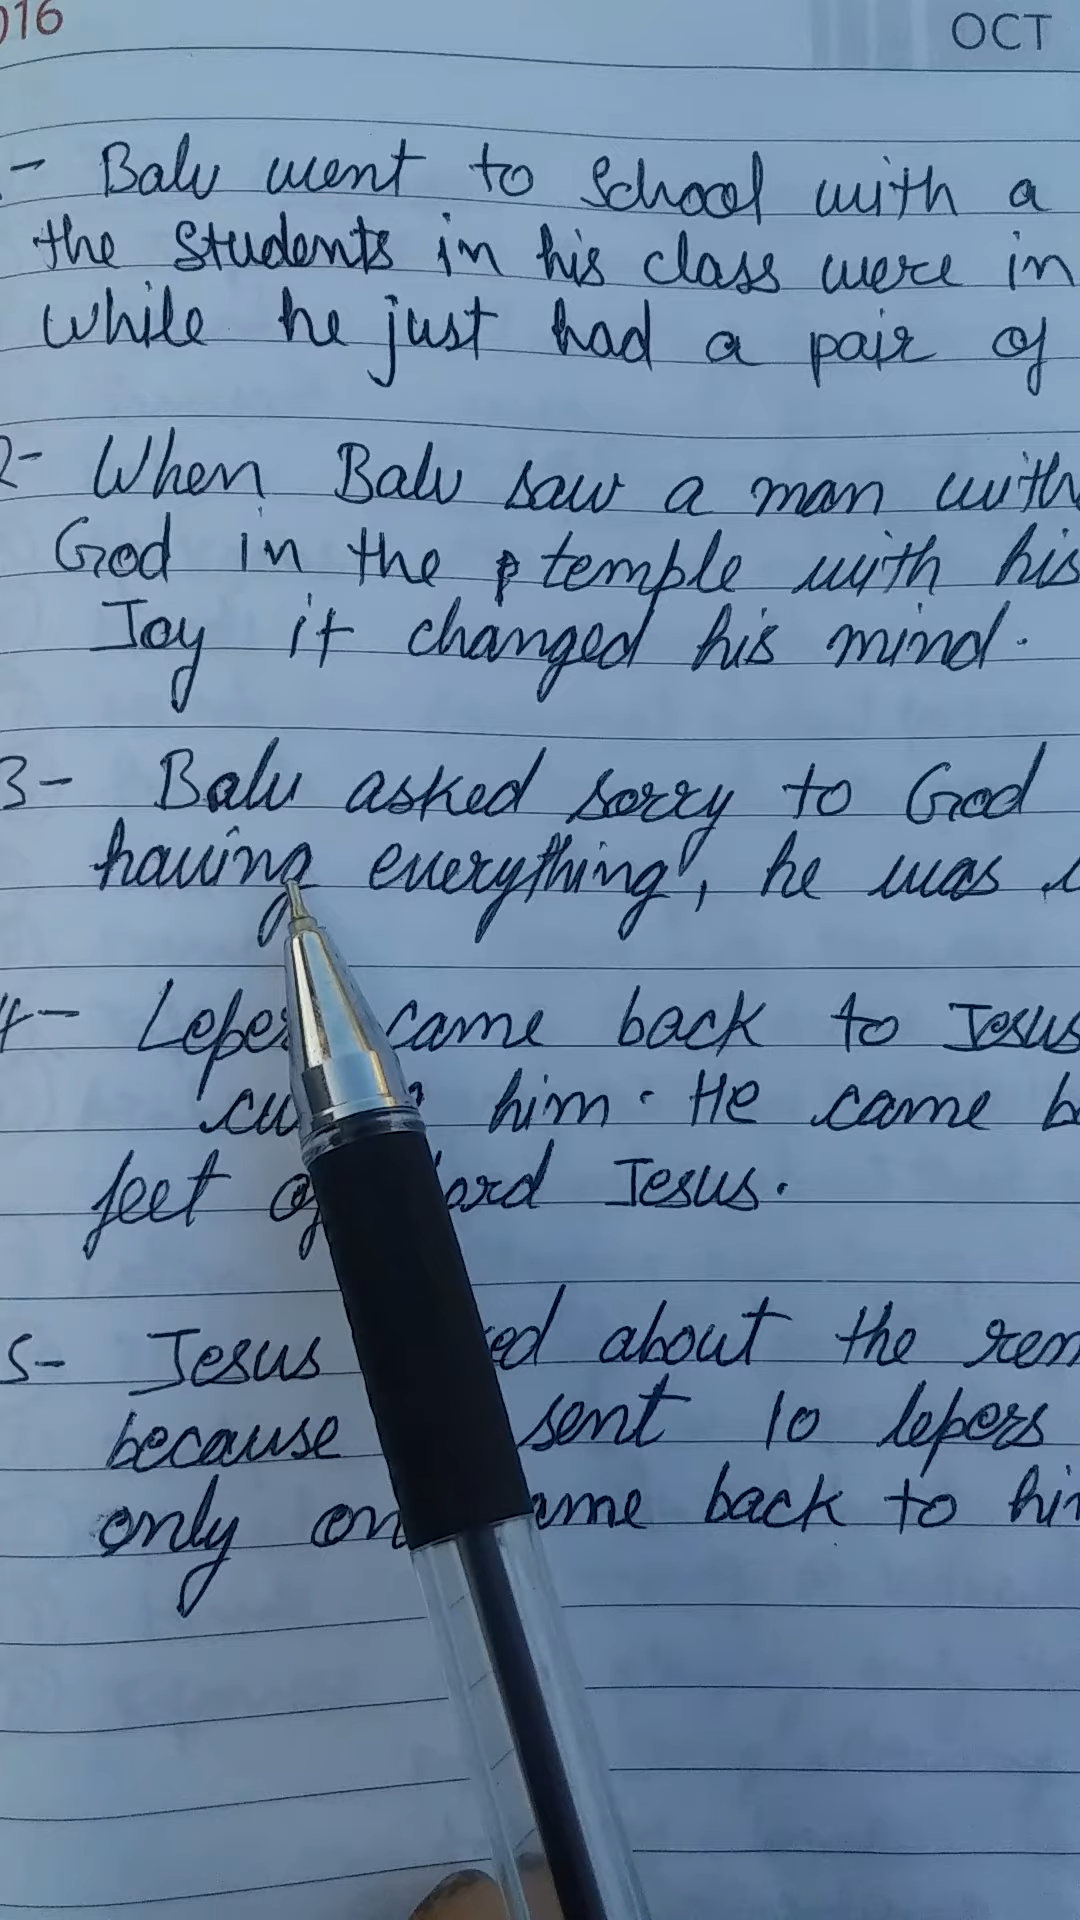 016 OCT
- Balu went to School with a
the students in his class were in
while he just had a pair of
2- When Balu saw a man with
God in the temple with his
Joy it changed his mind.
3- Balu asked sorry to God
having everything, he was
4- came back to Jesus
him. He came
feet Jesus.
5- Jesus about the
because sent 10 lepers
only back to